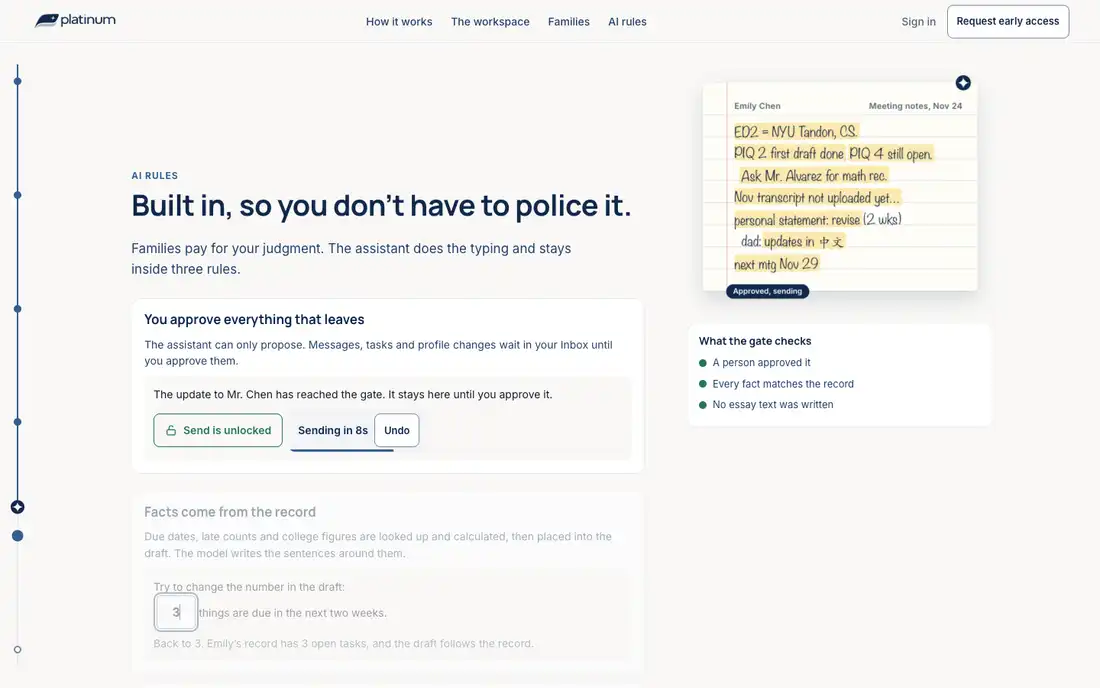 platinum
How it works
The workspace
Families
AI rules
Sign in
Request early access
AI RULES
Built in, so you don't have to police it.
Families pay for your judgment. The assistant does the typing and stays
inside three rules.
You approve everything that leaves
The assistant can only propose. Messages, tasks and profile changes wait in your Inbox until
you approve them.
The update to Mr. Chen has reached the gate. It stays here until you approve it.
Send is unlocked
Sending in 8s
Undo
Facts come from the record
Due dates, late counts and college figures are looked up and calculated, then placed into the
draft. The model writes the sentences around them.
Try to change the number in the draft:
3 things are due in the next two weeks.
Back to 3. Emily's record has 3 open tasks, and the draft follows the record.
Emily Chen
Meeting notes, Nov 24
ED2 = NYU Tandon, CS.
PIQ 2 first draft done PIQ 4 still open.
Ask Mr. Alvarez for math rec.
Nov transcript not uploaded yet...
personal statement: revise (2 wks)
dad: updates in 中文
next mtg Nov 29
Approved, sending
What the gate checks
A person approved it
Every fact matches the record
No essay text was written